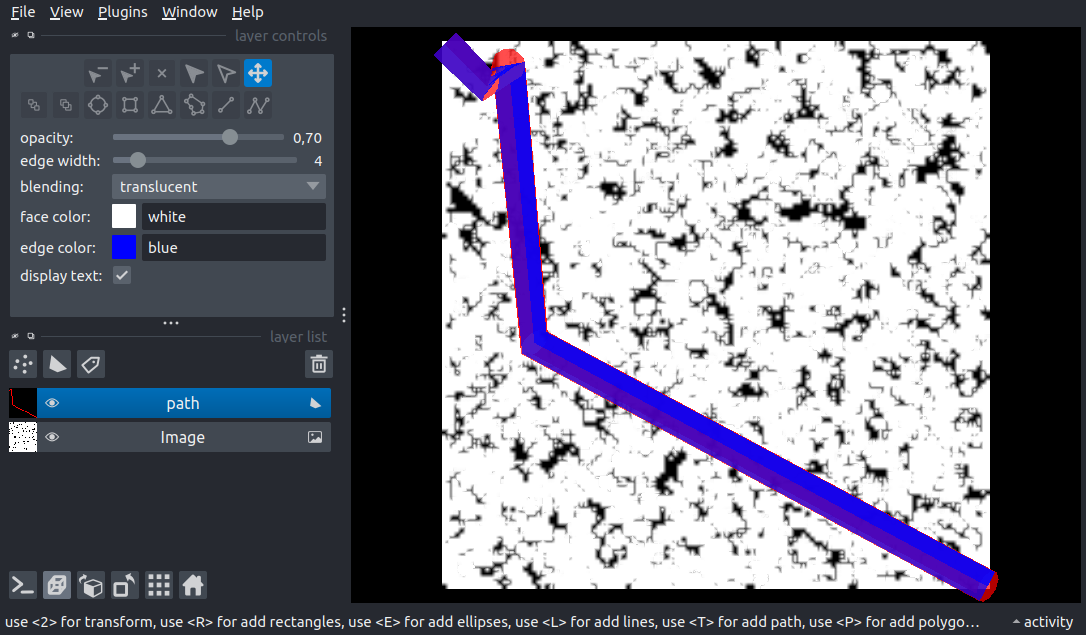 File View Plugins Window Help
layer controls
opacity: 0,70
edge width: 4
blending: translucent
face color: white
edge color: blue
display text:
layer list
path
Image
use <2> for transform, use <R> for add rectangles, use <E> for add ellipses, use <L> for add lines, use <T> for add path, use <P> for add polygo... activity